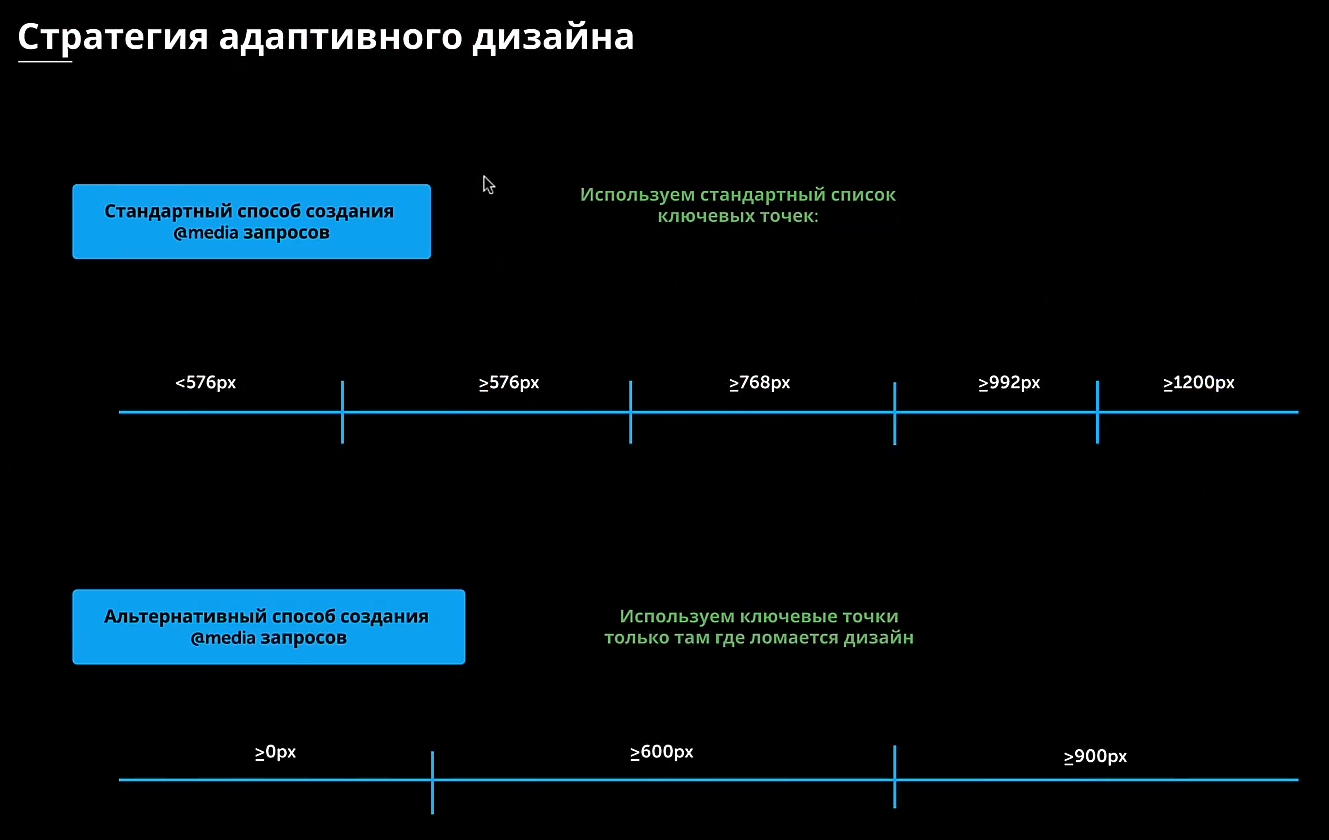 Стратегия адаптивного дизайна
Стандартный способ создания
@media запросов
Используем стандартный список
ключевых точек:
<576px
≥576px
≥768px
≥992px
≥1200px
Альтернативный способ создания
@media запросов
Используем ключевые точки
только там где ломается дизайн
≥0px
≥600px
≥900px